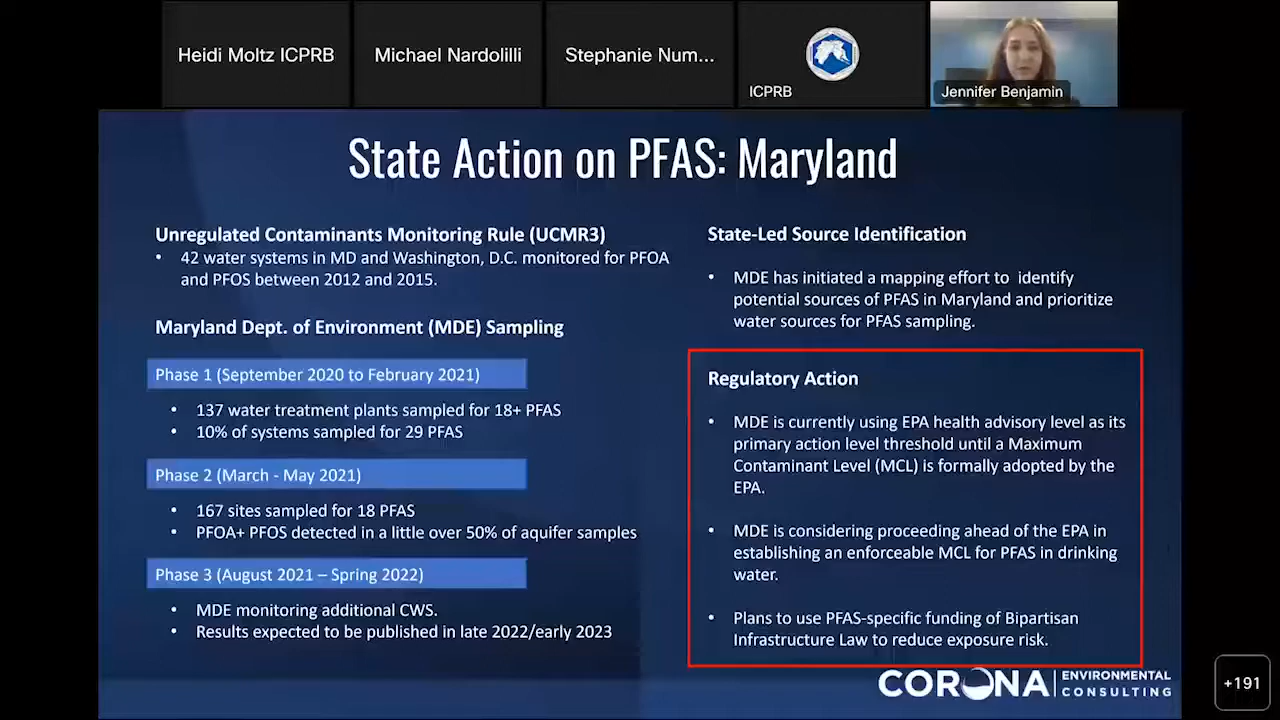 Heidi Moltz ICPRB
Michael Nardolilli
Stephanie Num...
ICPRB
Jennifer Benjamin
State Action on PFAS: Maryland
Unregulated Contaminants Monitoring Rule (UCMR3)
• 42 water systems in MD and Washington, D.C. monitored for PFOA
and PFOS between 2012 and 2015.
Maryland Dept. of Environment (MDE) Sampling
Phase 1 (September 2020 to February 2021)
• 137 water treatment plants sampled for 18+ PFAS
• 10% of systems sampled for 29 PFAS
Phase 2 (March - May 2021)
• 167 sites sampled for 18 PFAS
• PFOA+ PFOS detected in a little over 50% of aquifer samples
Phase 3 (August 2021 – Spring 2022)
• MDE monitoring additional CWS.
• Results expected to be published in late 2022/early 2023
State-Led Source Identification
• MDE has initiated a mapping effort to identify
potential sources of PFAS in Maryland and prioritize
water sources for PFAS sampling.
Regulatory Action
• MDE is currently using EPA health advisory level as its
primary action level threshold until a Maximum
Contaminant Level (MCL) is formally adopted by the
EPA.
• MDE is considering proceeding ahead of the EPA in
establishing an enforceable MCL for PFAS in drinking
water.
• Plans to use PFAS-specific funding of Bipartisan
Infrastructure Law to reduce exposure risk.
CORONA ENVIRONMENTAL
CONSULTING
+191